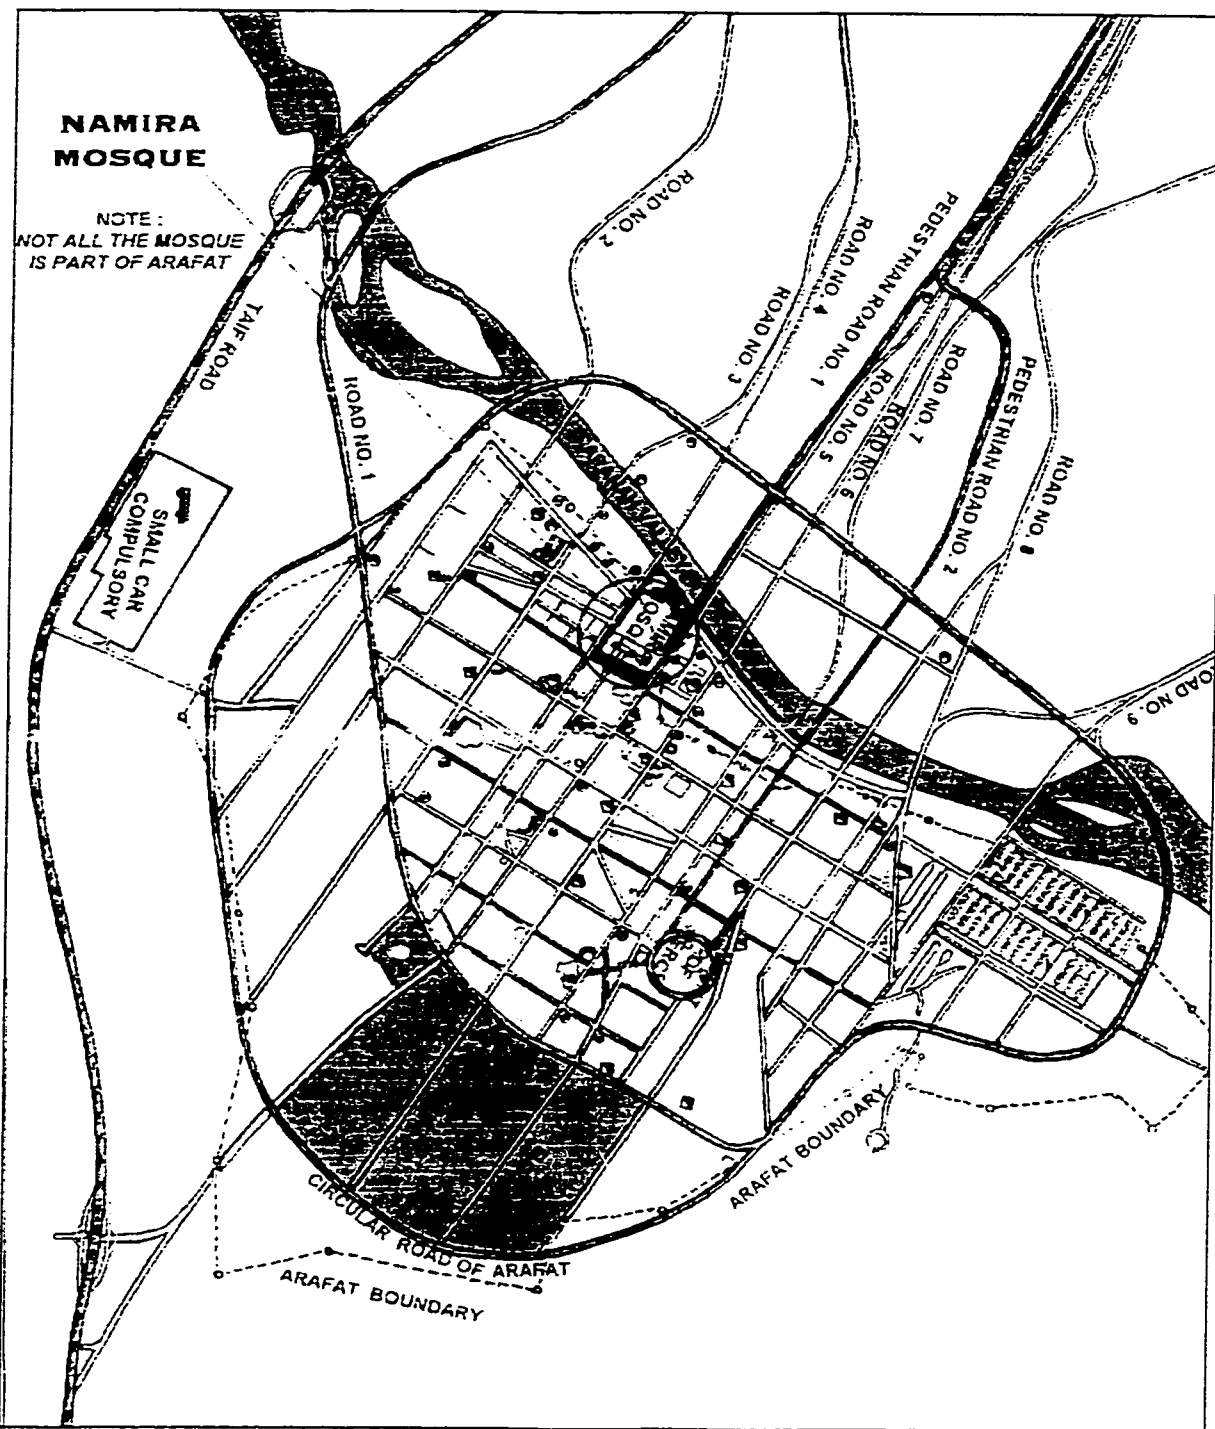 NAMIRA
MOSQUE
NOTE :
NOT ALL THE MOSQUE
IS PART OF ARAFAT
TAIF ROAD
ROAD NO. 1
ROAD NO. 2
ROAD NO. 3
ROAD NO. 4
PEDESTRIAN ROAD NO. 1
ROAD NO. 5
ROAD NO. 6
ROAD NO. 7
PEDESTRIAN ROAD NO. 2
ROAD NO. 8
OAD NO. 9
SMALL CAR
COMPULSORY
ARAFAT BOUNDARY
CIRCULAR ROAD OF ARAFAT
ARAFAT BOUNDARY